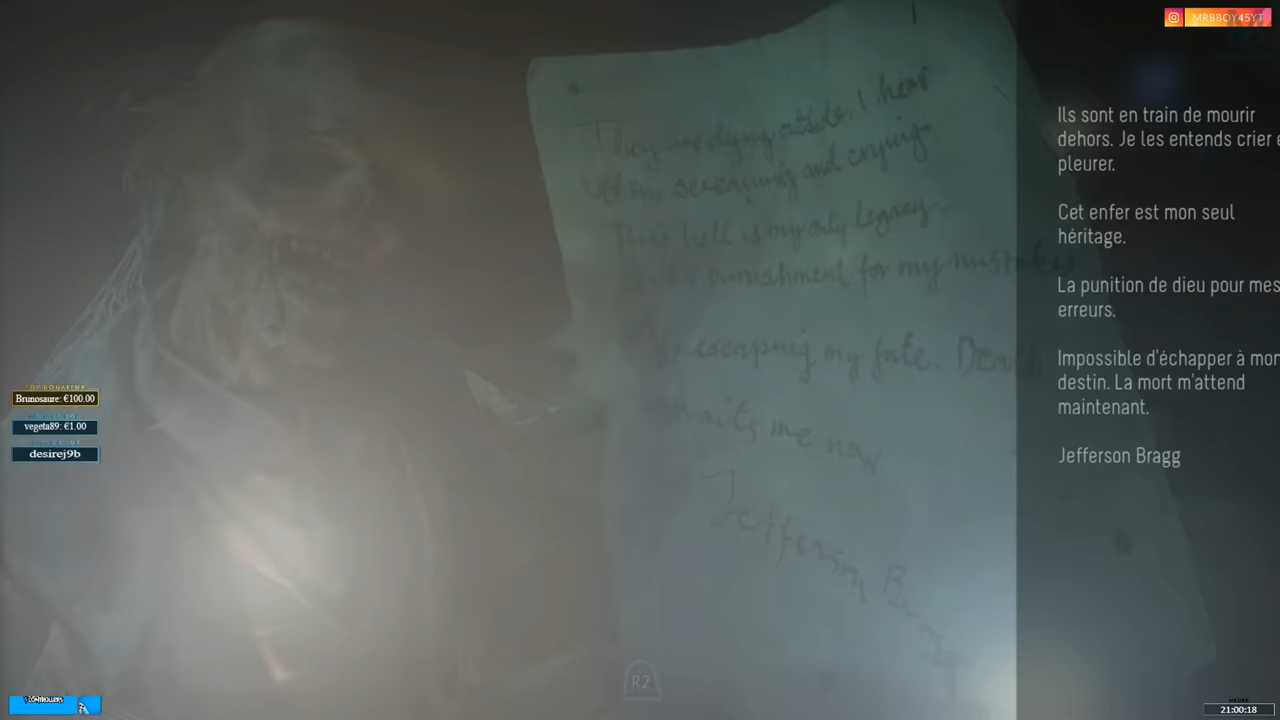 MRBBOY45YT
They are dying outside, I hear
them screaming and crying.
This hell is my only legacy.
punishment for my mistakes
escaping my fate. Death
me now
Jefferson
Ils sont en train de mourir
dehors. Je les entends crier
pleurer.
Cet enfer est mon seul
héritage.
La punition de dieu pour mes
erreurs.
Impossible d'échapper à mon
destin. La mort m'attend
maintenant.
Jefferson Bragg
TOP DONATEUR
Brunosaure: €100.00
vegeta89: €1.00
desirej9b
R2
21:00:18